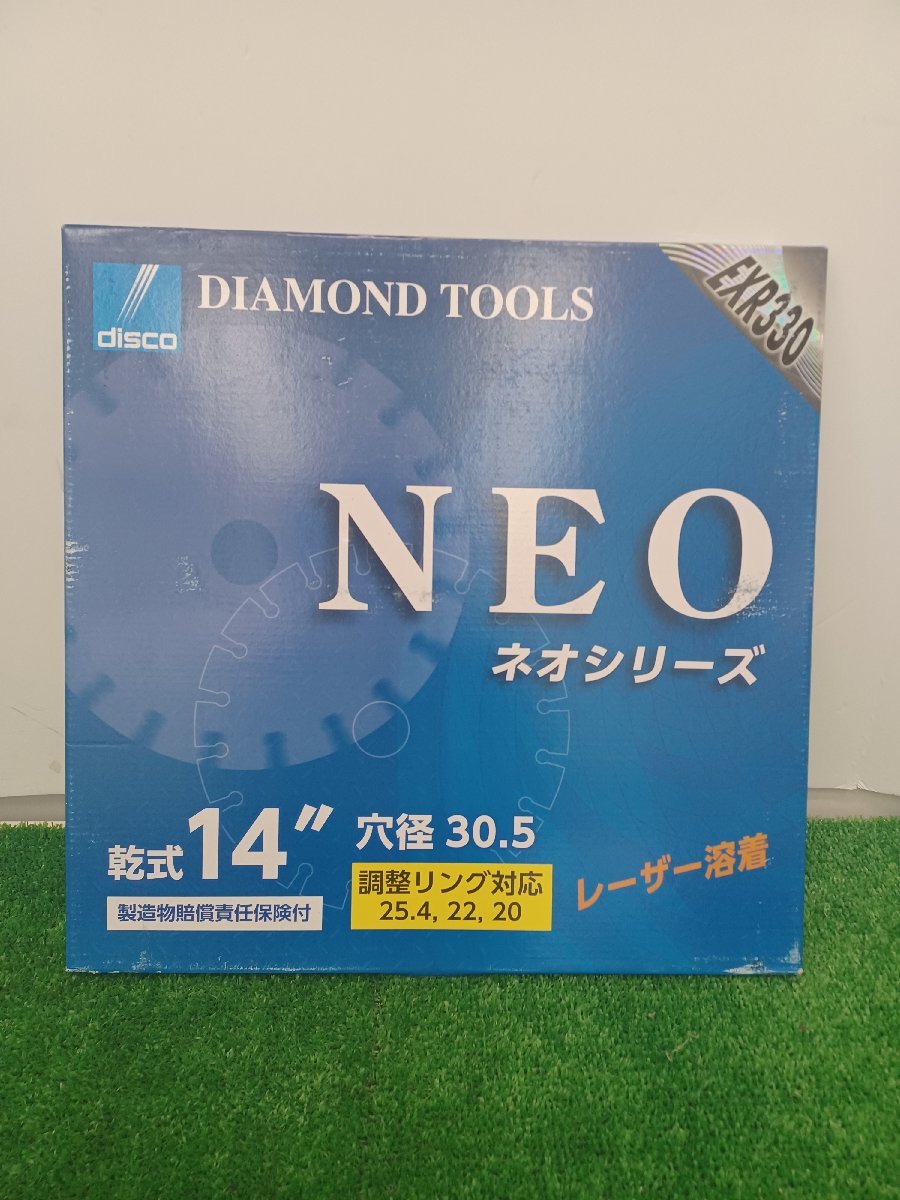 disco
DIAMOND TOOLS
EXR330
NEO
ネオシリーズ
乾式14″
穴径 30.5
製造物賠償責任保険付
調整リング対応
25.4, 22, 20
レーザー溶着